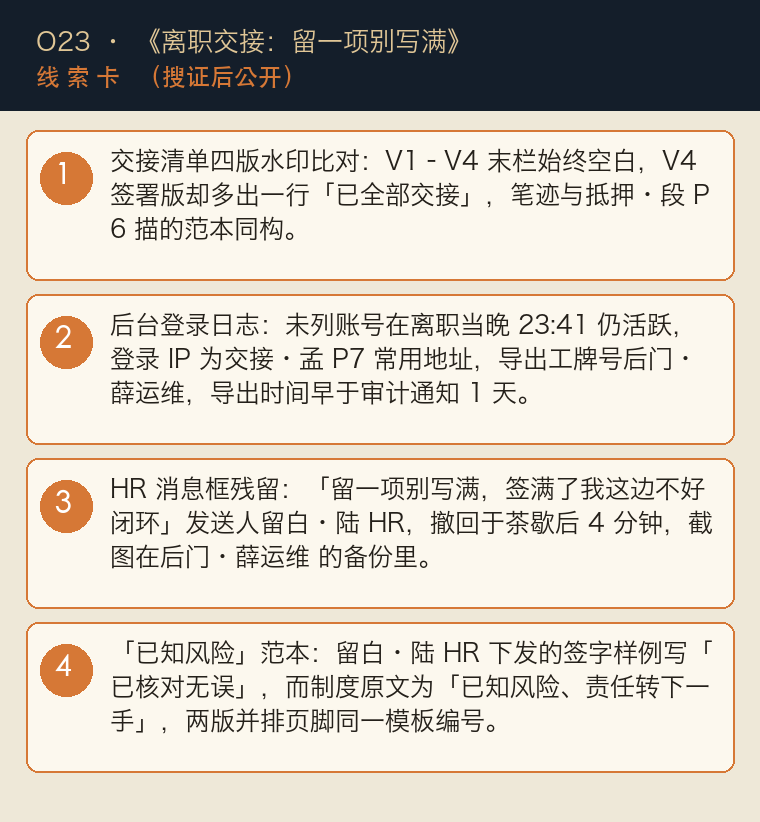 O23 · 《离职交接：留一项别写满》
线索卡 （搜证后公开）
1
交接清单四版水印比对：V1 - V4 末栏始终空白，V4
签署版却多出一行「已全部交接」，笔迹与抵押·段 P
6 描的范本同构。
2
后台登录日志：未列账号在离职当晚 23:41 仍活跃，
登录 IP 为交接·孟 P7 常用地址，导出工牌号后门·
薛运维，导出时间早于审计通知 1 天。
3
HR 消息框残留：「留一项别写满，签满了我这边不好
闭环」发送人留白·陆 HR，撤回于茶歇后 4 分钟，截
图在后门·薛运维 的备份里。
4
「已知风险」范本：留白·陆 HR 下发的签字样例写「
已核对无误」，而制度原文为「已知风险、责任转下一
手」，两版并排页脚同一模板编号。